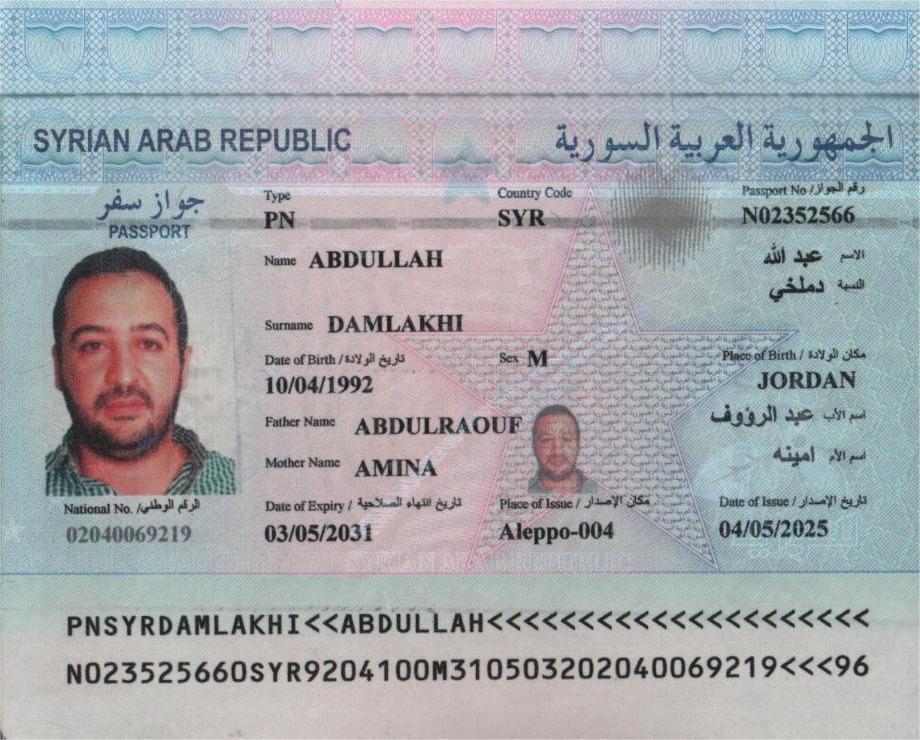 SYRIAN ARAB REPUBLIC الجمهورية العربية السورية
جواز سفر
PASSPORT
Type Country Code Passport No / رقم الجواز
PN SYR N02352566
Name ABDULLAH الاسم عبد الله
النسبة دملخي
Surname DAMLAKHI
Date of Birth / تاريخ الولادة Sex M Place of Birth / مكان الولادة
10/04/1992 JORDAN
Father Name ABDULRAOUF اسم الأب عبد الرؤوف
Mother Name AMINA اسم الأم امينه
National No. / الرقم الوطني Date of Expiry / تاريخ انتهاء الصلاحية Place of Issue / مكان الإصدار Date of Issue / تاريخ الإصدار
02040069219 03/05/2031 Aleppo-004 04/05/2025
SYRIAN ARAB REPUBLIC
PNSYRDAMLAKHI<<ABDULLAH<<<<<<<<<<<<<<<<<<<<<
N023525660SYR9204100M310503202040069219<<<96